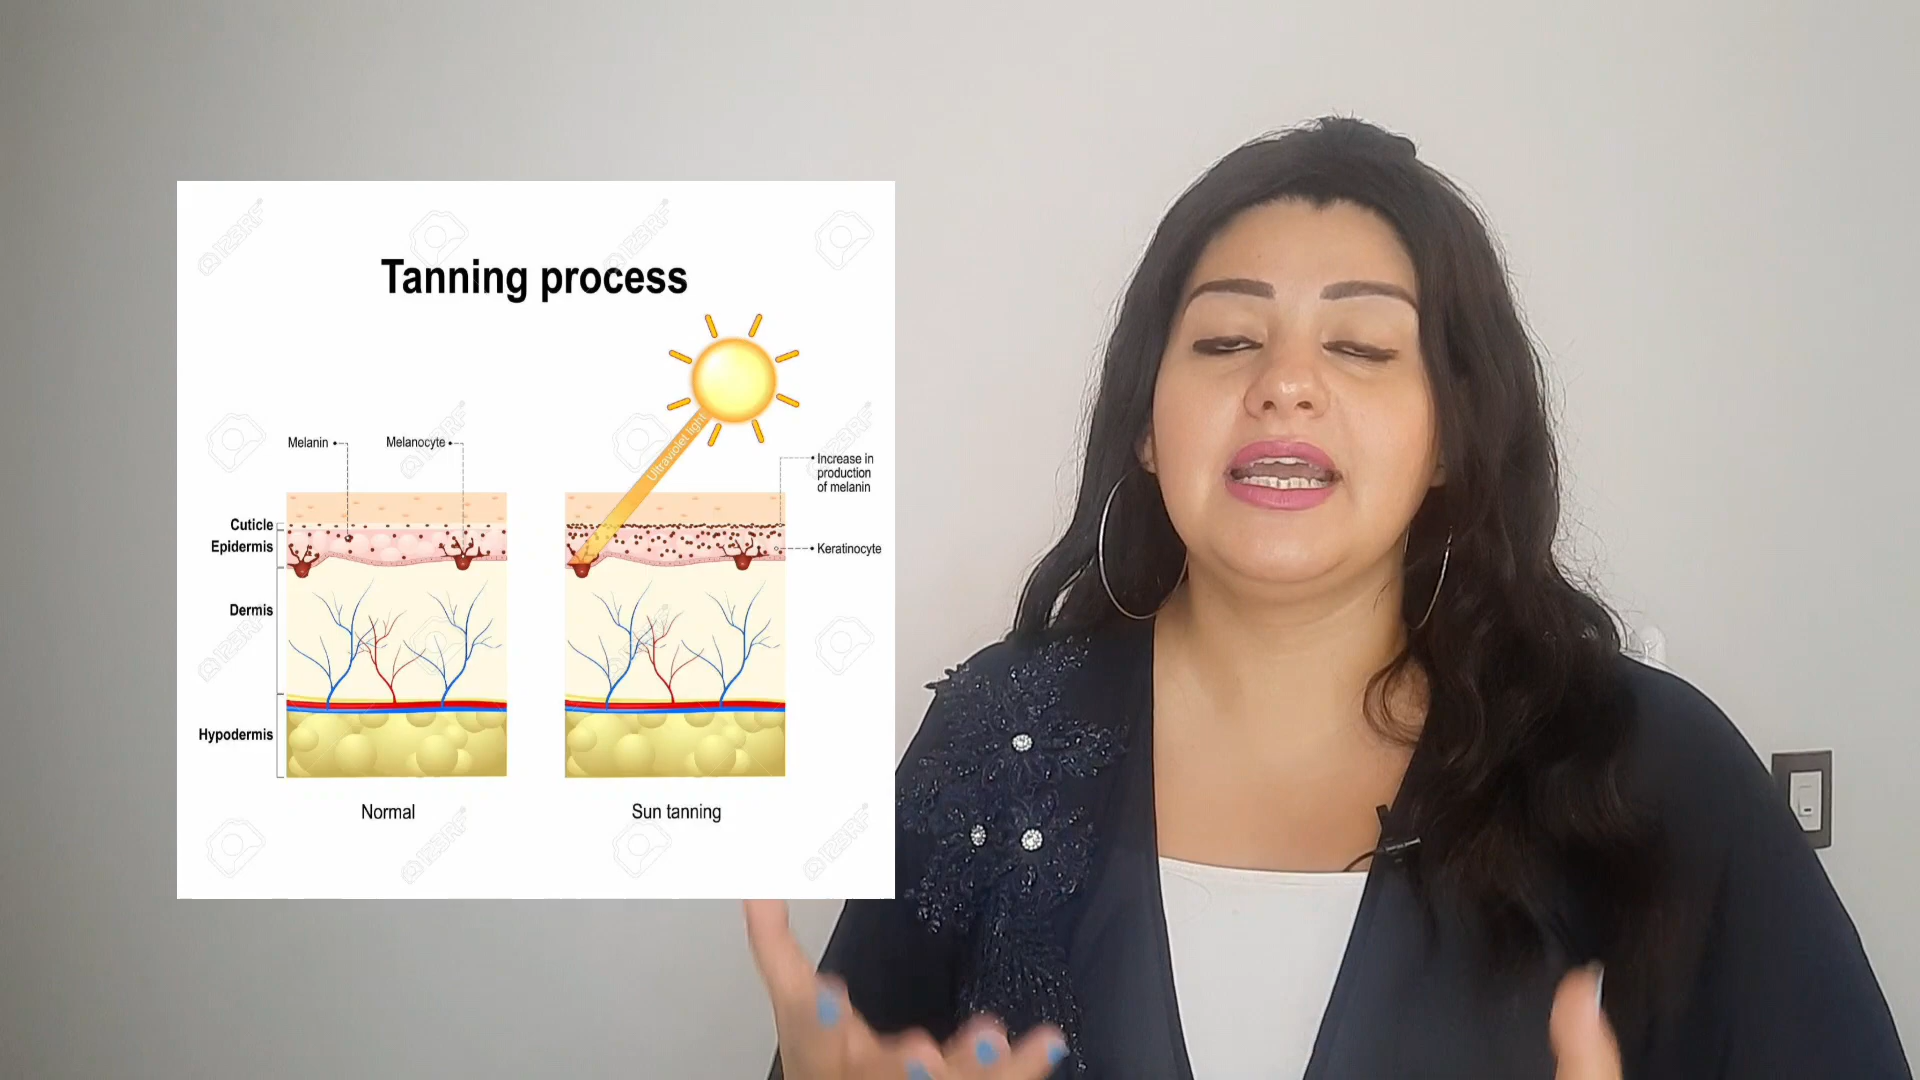 Tanning process
Ultraviolet light
Melanin
Melanocyte
Increase in
production
of melanin
Cuticle
Epidermis
Keratinocyte
Dermis
Hypodermis
Normal
Sun tanning
123RF